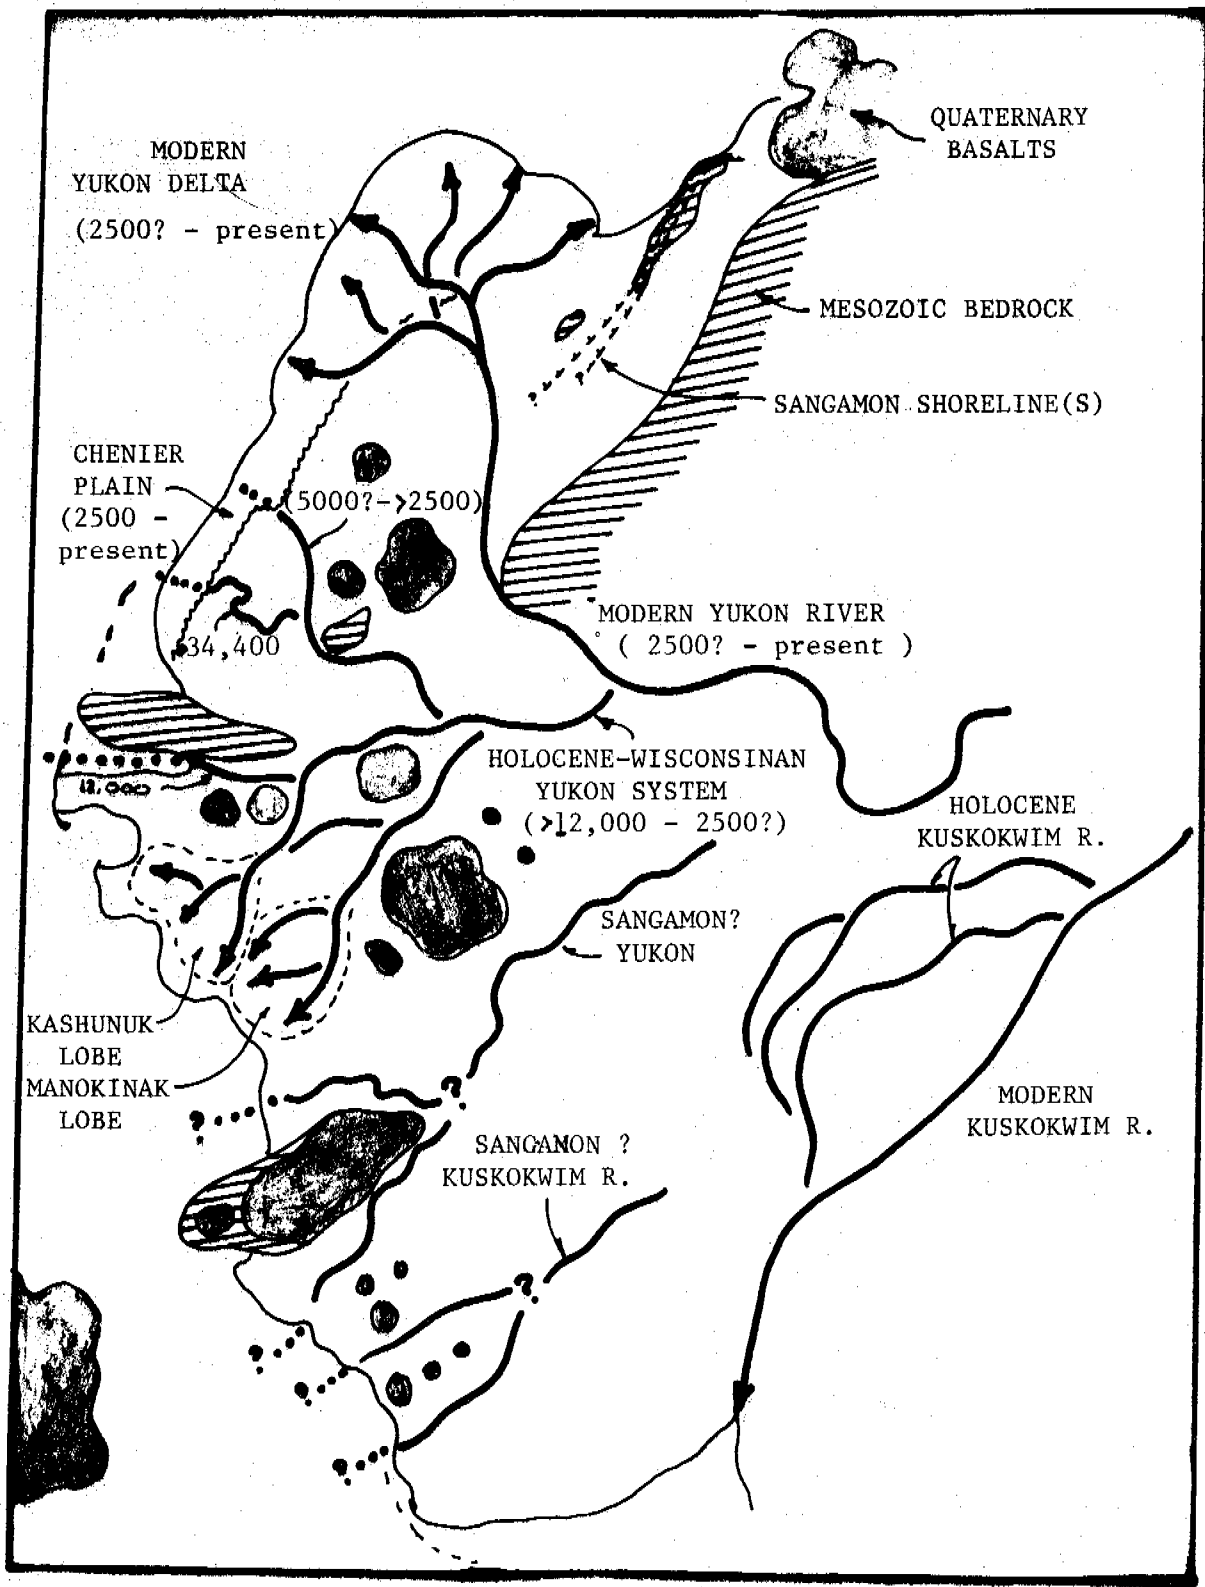 QUATERNARY
BASALTS
MODERN
YUKON DELTA
(2500? - present)
MESOZOIC BEDROCK
SANGAMON SHORELINE(S)
?
?
CHENIER
PLAIN
(2500 -
present)
(5000?->2500)
34,400
MODERN YUKON RIVER
( 2500? - present )
HOLOCENE-WISCONSINAN
YUKON SYSTEM
(>12,000 - 2500?)
12,000
HOLOCENE
KUSKOKWIM R.
SANGAMON?
YUKON
KASHUNUK
LOBE
MANOKINAK
LOBE
?
?
MODERN
KUSKOKWIM R.
SANGAMON ?
KUSKOKWIM R.
?
?
?
?